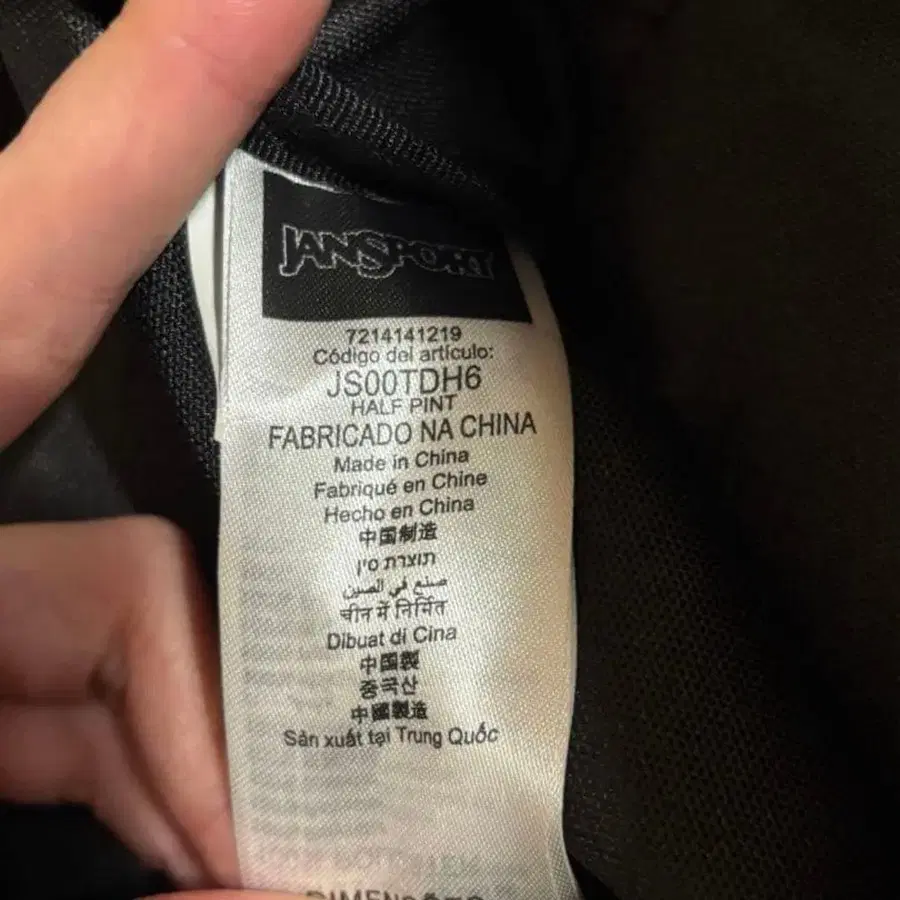 JANSPORT
7214141219
Código del artículo:
JS00TDH6
HALF PINT
FABRICADO NA CHINA
Made in China
Fabriqué en Chine
Hecho en China
中国制造
תוצרת סין
صنع في الصين
चीन में निर्मित
Dibuat di Cina
中国製
중국산
中國製造
Sản xuất tại Trung Quốc